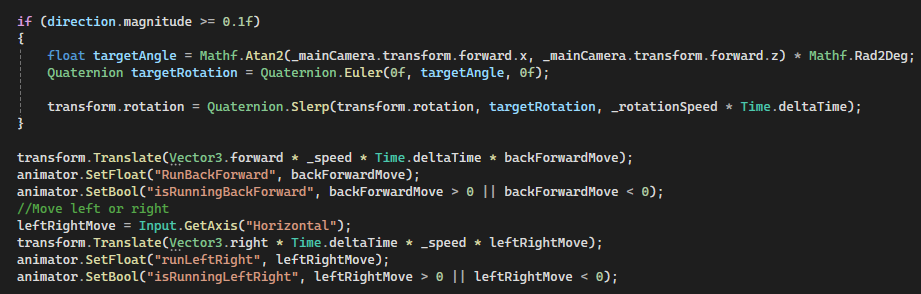 if (direction.magnitude >= 0.1f)
{
float targetAngle = Mathf.Atan2(_mainCamera.transform.forward.x, _mainCamera.transform.forward.z) * Mathf.Rad2Deg;
Quaternion targetRotation = Quaternion.Euler(0f, targetAngle, 0f);
transform.rotation = Quaternion.Slerp(transform.rotation, targetRotation, _rotationSpeed * Time.deltaTime);
}
transform.Translate(Vector3.forward * _speed * Time.deltaTime * backForwardMove);
animator.SetFloat("RunBackForward", backForwardMove);
animator.SetBool("isRunningBackForward", backForwardMove > 0 || backForwardMove < 0);
//Move left or right
leftRightMove = Input.GetAxis("Horizontal");
transform.Translate(Vector3.right * Time.deltaTime * _speed * leftRightMove);
animator.SetFloat("runLeftRight", leftRightMove);
animator.SetBool("isRunningLeftRight", leftRightMove > 0 || leftRightMove < 0);